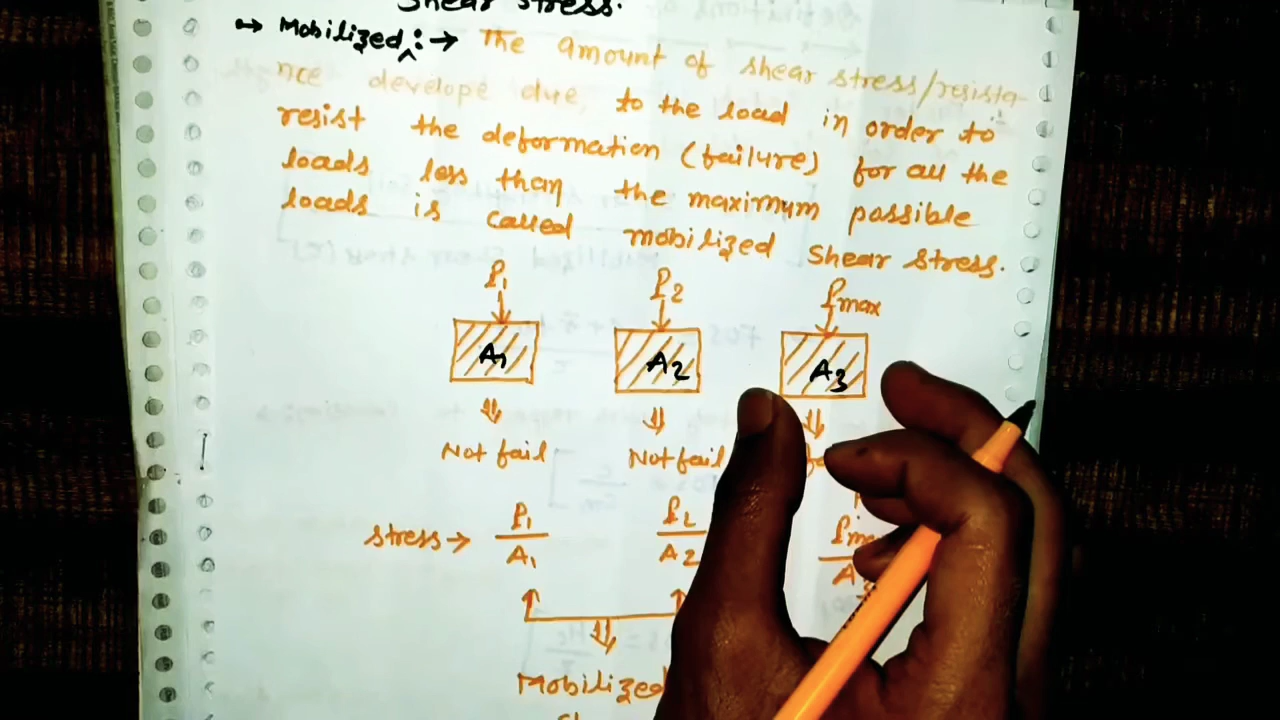 Shear stress.
→ Mobilized^:→ The amount of shear stress/resista-
nce develope due, to the load in order to
resist the deformation (failure) for all the
loads less than the maximum possible
loads is called mobilized Shear stress.
P1 P2 Pmax
A1 A2 A3
Not fail Not fail
stress→ P1/A1 P2/A2
Mobilized